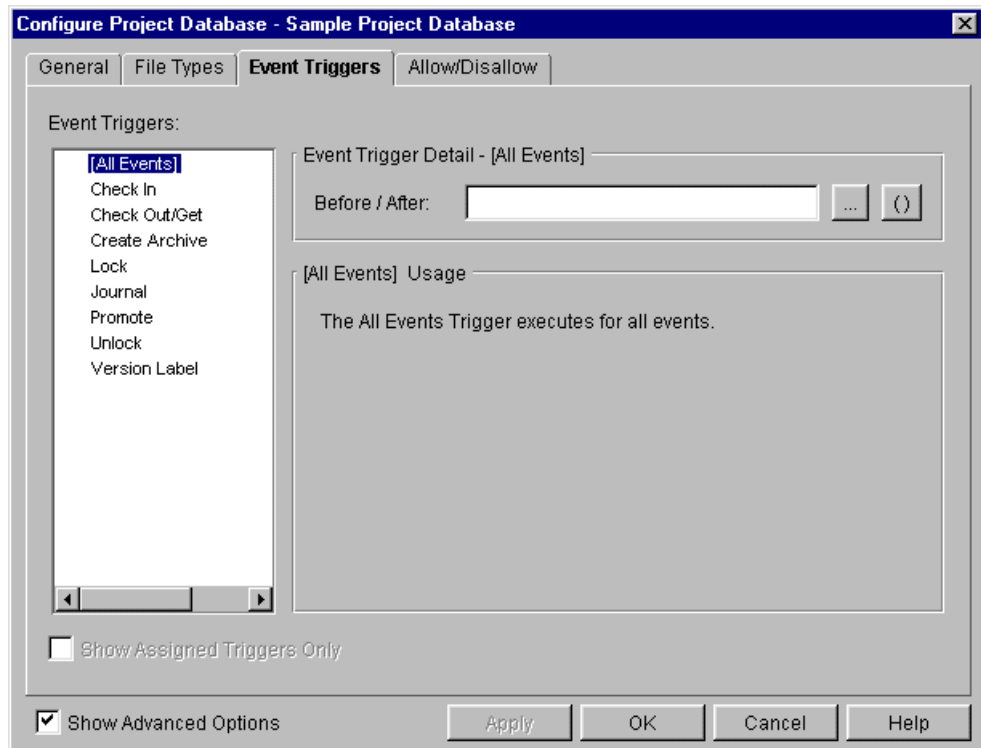 Configure Project Database - Sample Project Database
General File Types Event Triggers Allow/Disallow
Event Triggers:
[All Events]
Check In
Check Out/Get
Create Archive
Lock
Journal
Promote
Unlock
Version Label
Event Trigger Detail - [All Events]
Before / After: ... ()
[All Events] Usage
The All Events Trigger executes for all events.
Show Assigned Triggers Only
Show Advanced Options
Apply OK Cancel Help